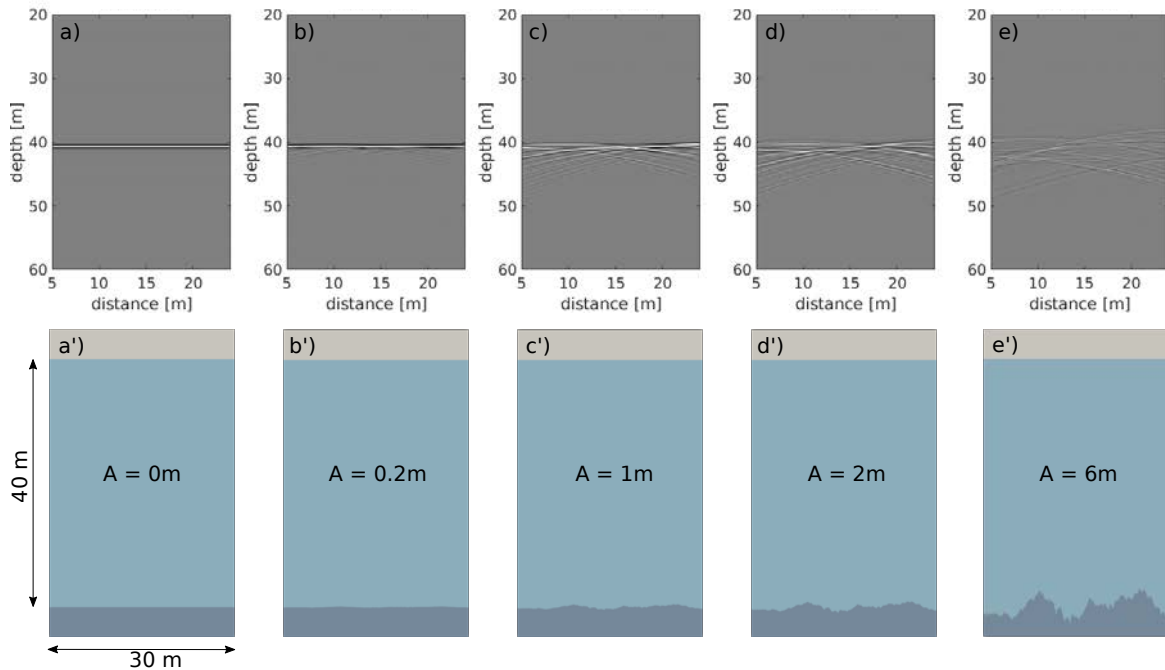 a)
20
30
40
50
60
depth [m]
5 10 15 20
distance [m]
b)
20
30
40
50
60
depth [m]
5 10 15 20
distance [m]
c)
20
30
40
50
60
depth [m]
5 10 15 20
distance [m]
d)
20
30
40
50
60
depth [m]
5 10 15 20
distance [m]
e)
20
30
40
50
60
depth [m]
5 10 15 20
distance [m]
a')
A = 0m
40 m
30 m
b')
A = 0.2m
c')
A = 1m
d')
A = 2m
e')
A = 6m